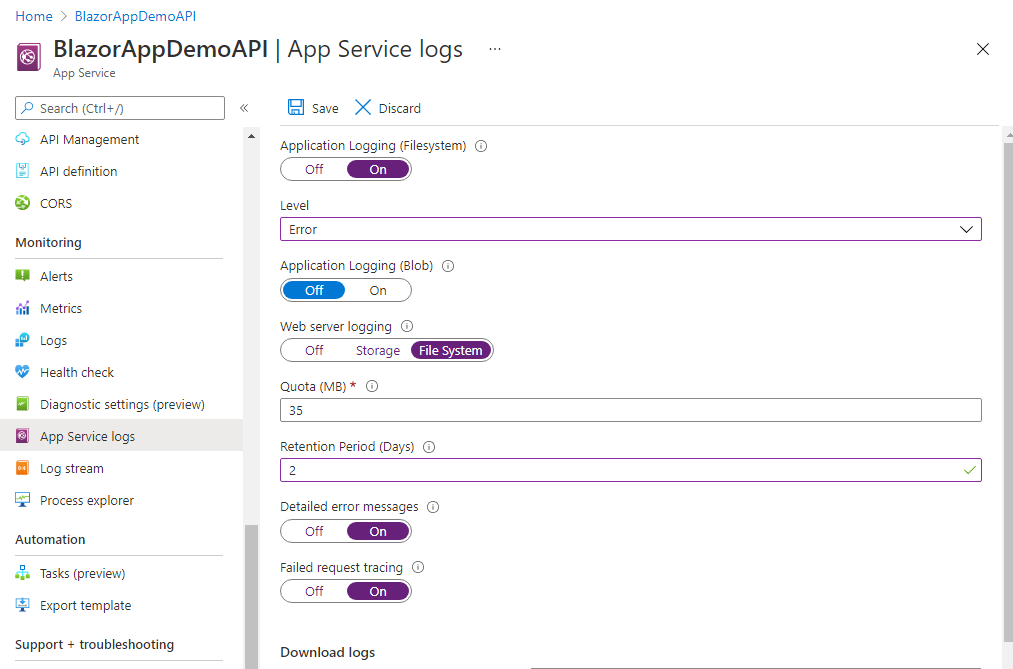 Home > BlazorAppDemoAPI
BlazorAppDemoAPI | App Service logs ...
App Service
Search (Ctrl+/)
«
Save
Discard
API Management
API definition
CORS
Monitoring
Alerts
Metrics
Logs
Health check
Diagnostic settings (preview)
App Service logs
Log stream
Process explorer
Automation
Tasks (preview)
Export template
Support + troubleshooting
Application Logging (Filesystem)
Off On
Level
Error
Application Logging (Blob)
Off On
Web server logging
Off Storage File System
Quota (MB) *
35
Retention Period (Days)
2
Detailed error messages
Off On
Failed request tracing
Off On
Download logs